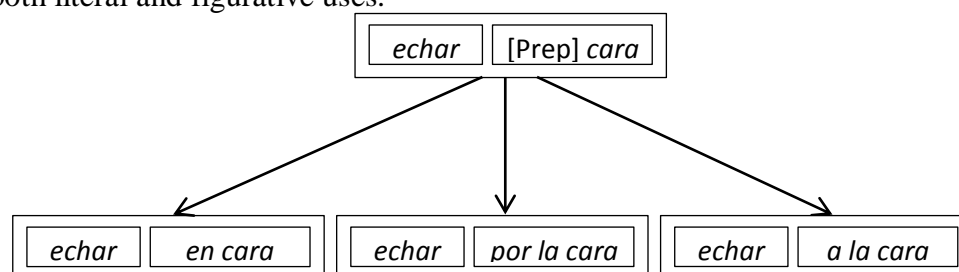 both literal and figurative uses.
echar [Prep] cara
echar en cara echar por la cara echar a la cara